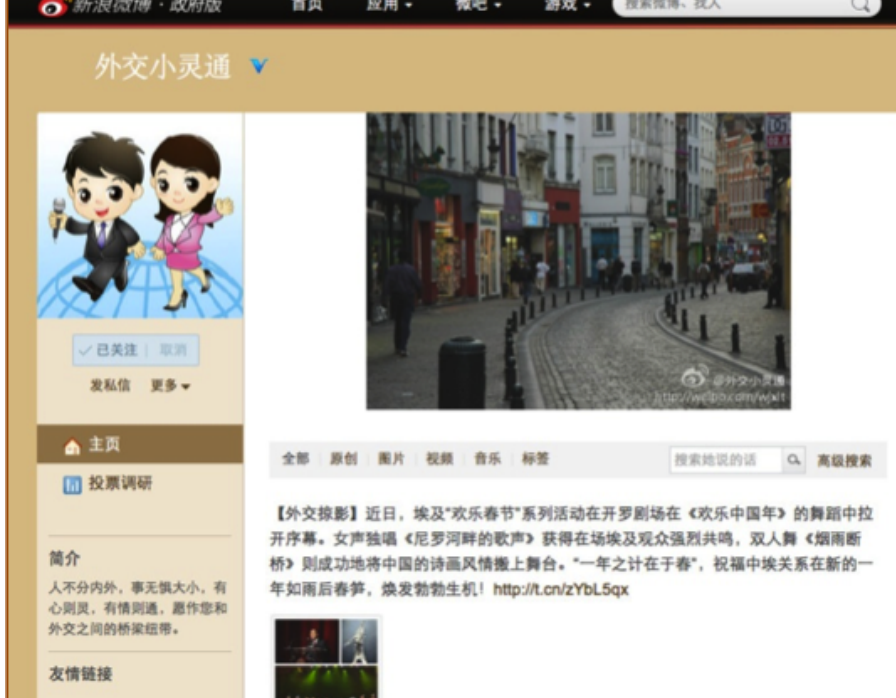 新浪微博·政府版 首页 应用 微吧 游戏 搜索微博、找人
外交小灵通
@外交小灵通
http://weibo.com/wjxlt
已关注 取消
发私信 更多
主页
投票调研
简介
人不分内外，事无惧大小，有
心则灵，有情则通，愿作您和
外交之间的桥梁纽带。
友情链接
全部 原创 图片 视频 音乐 标签 搜索她说的话 高级搜索
【外交掠影】近日，埃及“欢乐春节”系列活动在开罗剧场在《欢乐中国年》的舞蹈中拉
开序幕。女声独唱《尼罗河畔的歌声》获得在场埃及观众强烈共鸣，双人舞《烟雨断
桥》则成功地将中国的诗画风情搬上舞台。“一年之计在于春”，祝福中埃关系在新的一
年如雨后春笋，焕发勃勃生机！http://t.cn/zYbL5qx